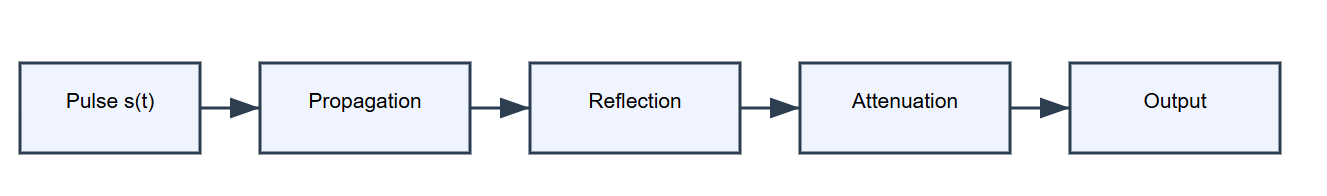 Pulse s(t)
Propagation
Reflection
Attenuation
Output